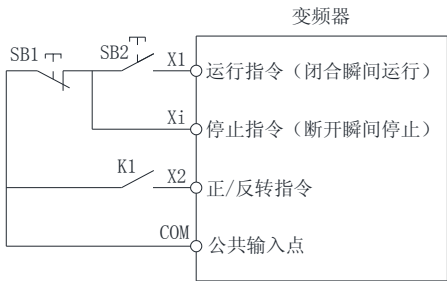 变频器
SB1
SB2
X1
运行指令（闭合瞬间运行）
Xi
停止指令（断开瞬间停止）
K1
X2
正/反转指令
COM
公共输入点